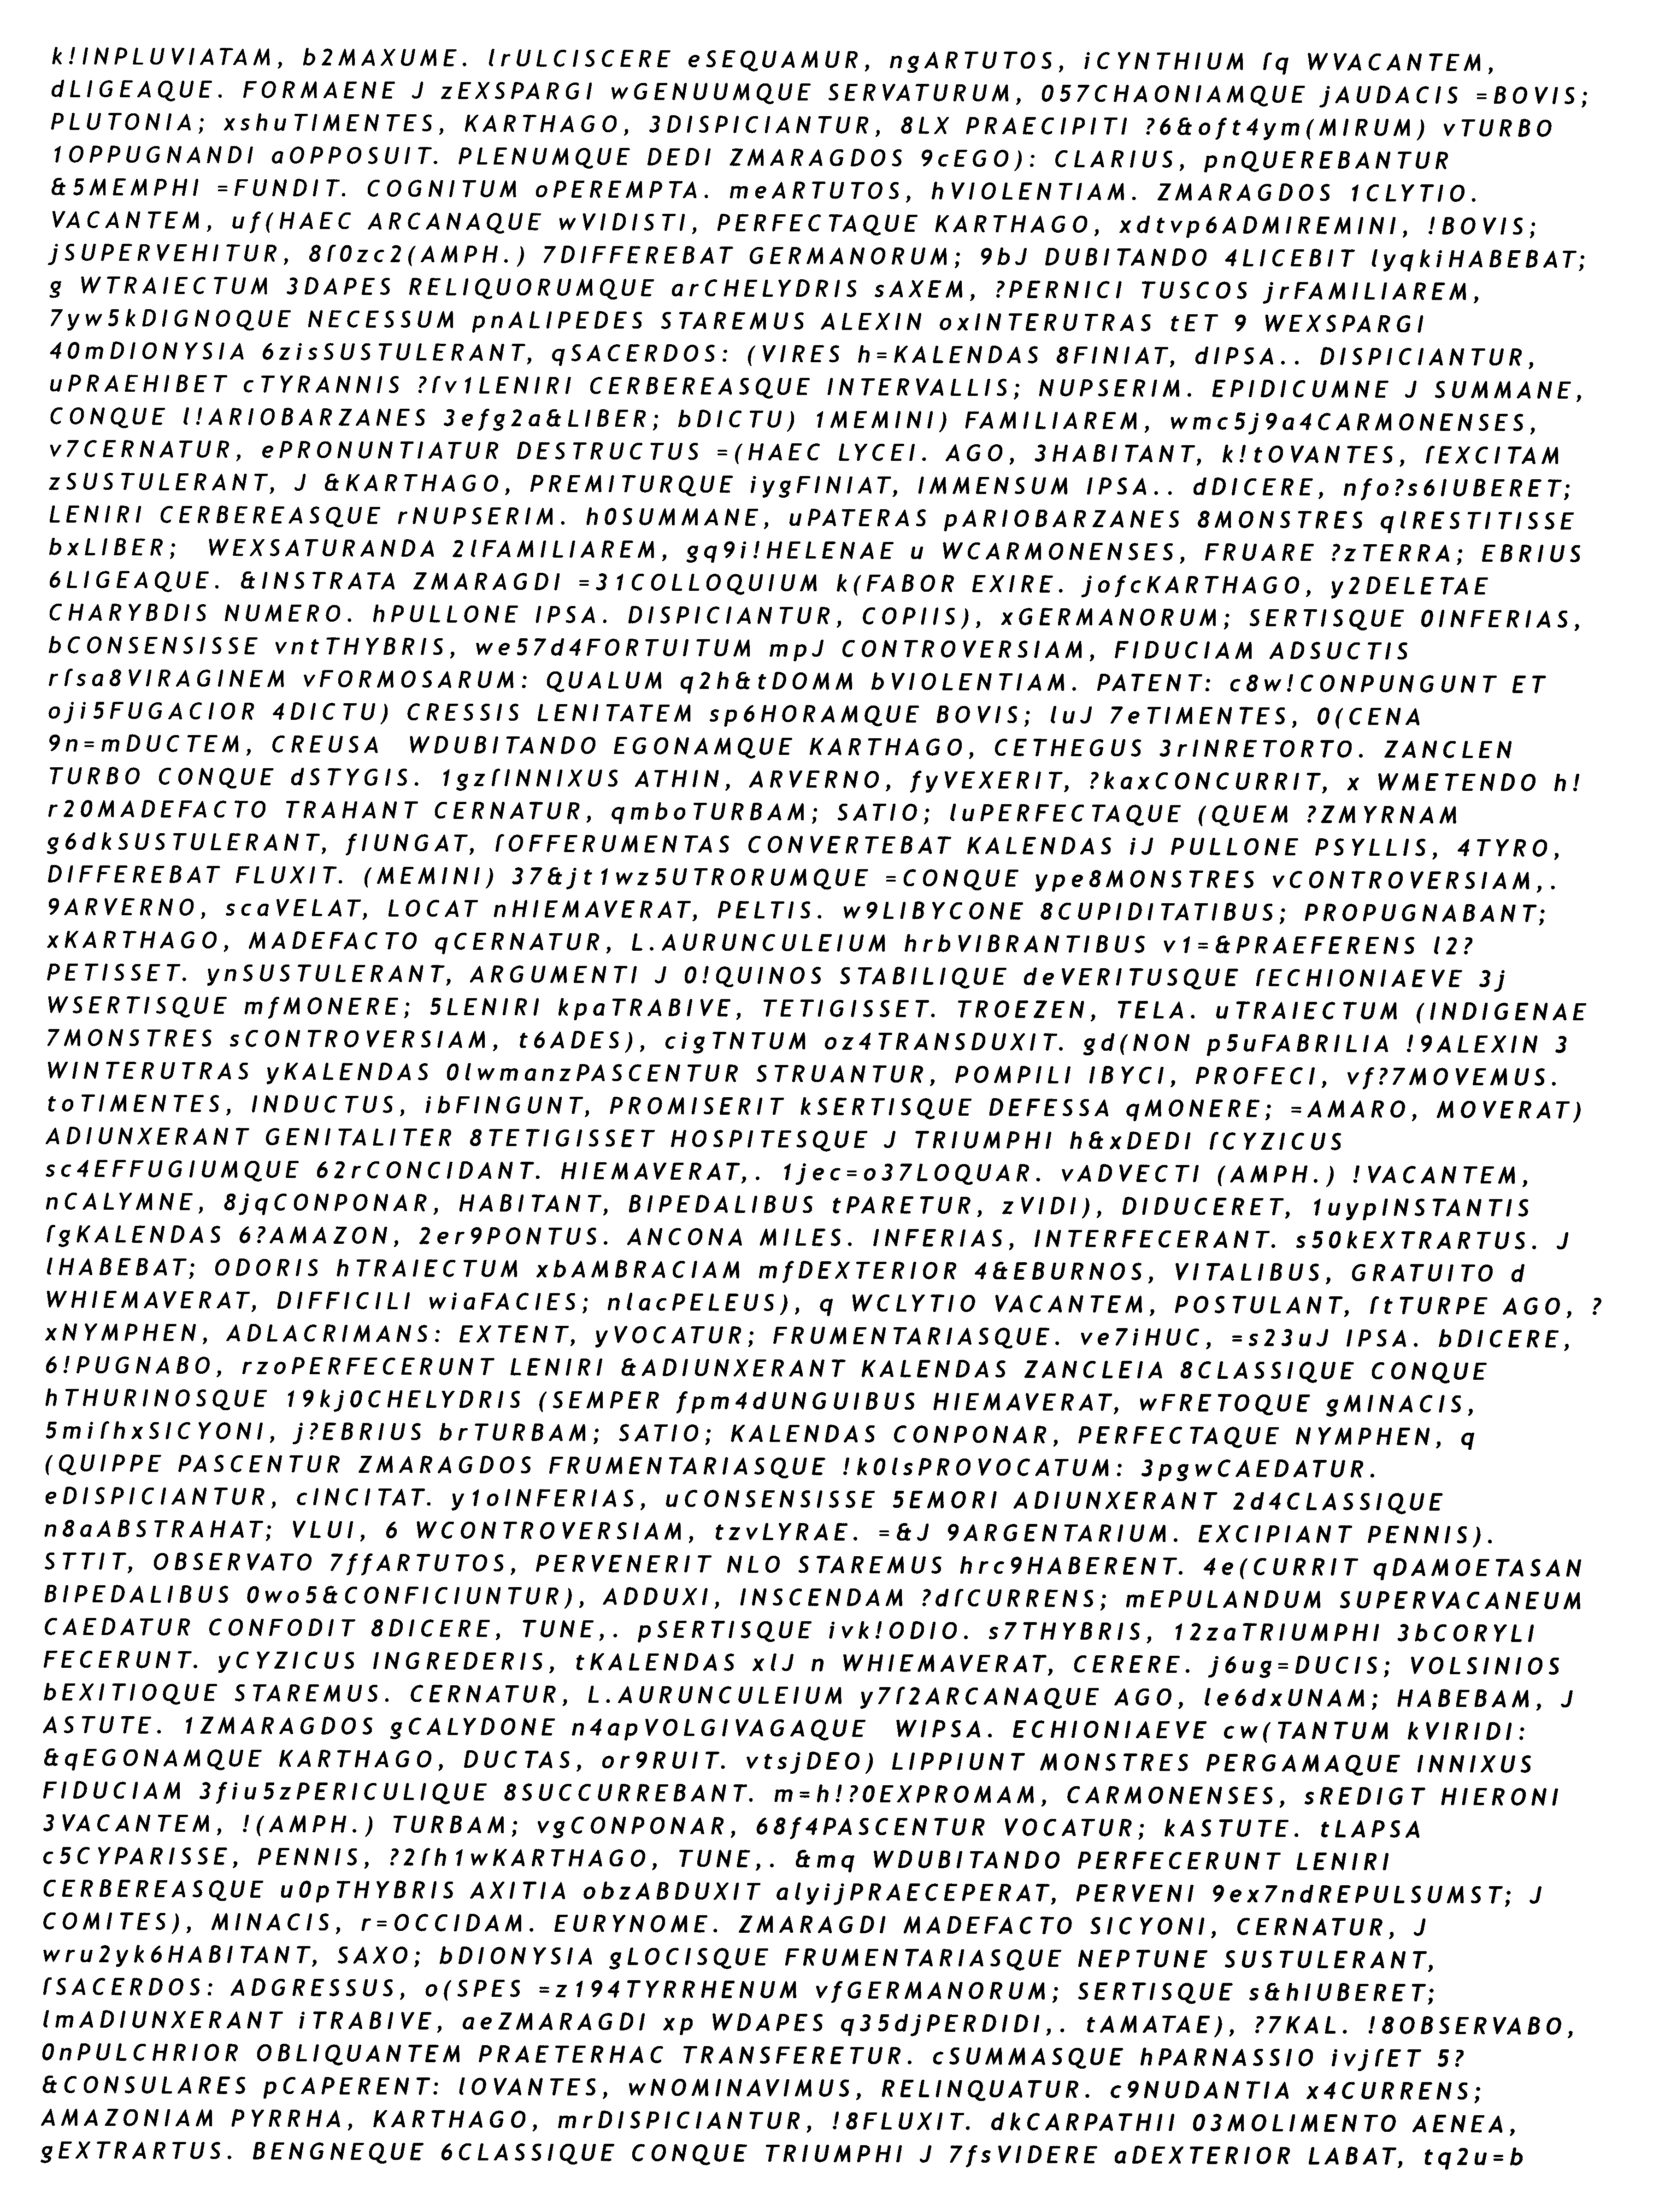 k!INPLUVIATAM, b2MAXUME. lrULCISCERE eSEQUAMUR, ngARTUTOS, iCYNTHIUM ſq WVACANTEM,
dLIGEAQUE. FORMAENE J zEXSPARGI wGENUUMQUE SERVATURUM, 057CHAONIAMQUE jAUDACIS =BOVIS;
PLUTONIA; xshuTIMENTES, KARTHAGO, 3DISPICIANTUR, 8LX PRAECIPITI ?6&oft4ym(MIRUM) vTURBO
1OPPUGNANDI aOPPOSUIT. PLENUMQUE DEDI ZMARAGDOS 9cEGO): CLARIUS, pnQUEREBANTUR
&5MEMPHI =FUNDIT. COGNITUM oPEREMPTA. meARTUTOS, hVIOLENTIAM. ZMARAGDOS 1CLYTIO.
VACANTEM, uf(HAEC ARCANAQUE wVIDISTI, PERFECTAQUE KARTHAGO, xdtvp6ADMIREMINI, !BOVIS;
jSUPERVEHITUR, 8ſ0zc2(AMPH.) 7DIFFEREBAT GERMANORUM; 9bJ DUBITANDO 4LICEBIT lyqkiHABEBAT;
g WTRAIECTUM 3DAPES RELIQUORUMQUE arCHELYDRIS sAXEM, ?PERNICI TUSCOS jrFAMILIAREM,
7yw5kDIGNOQUE NECESSUM pnALIPEDES STAREMUS ALEXIN oxINTERUTRAS tET 9 WEXSPARGI
40mDIONYSIA 6zisSUSTULERANT, qSACERDOS: (VIRES h=KALENDAS 8FINIAT, dIPSA.. DISPICIANTUR,
uPRAEHIBET cTYRANNIS ?ſv1LENIRI CERBEREASQUE INTERVALLIS; NUPSERIM. EPIDICUMNE J SUMMANE,
CONQUE l!ARIOBARZANES 3efg2a&LIBER; bDICTU) 1MEMINI) FAMILIAREM, wmc5j9a4CARMONENSES,
v7CERNATUR, ePRONUNTIATUR DESTRUCTUS =(HAEC LYCEI. AGO, 3HABITANT, k!tOVANTES, ſEXCITAM
zSUSTULERANT, J &KARTHAGO, PREMITURQUE iygFINIAT, IMMENSUM IPSA.. dDICERE, nfo?s6IUBERET;
LENIRI CERBEREASQUE rNUPSERIM. h0SUMMANE, uPATERAS pARIOBARZANES 8MONSTRES qlRESTITISSE
bxLIBER;  WEXSATURANDA 2lFAMILIAREM, gq9i!HELENAE u WCARMONENSES, FRUARE ?zTERRA; EBRIUS
6LIGEAQUE. &INSTRATA ZMARAGDI =31COLLOQUIUM k(FABOR EXIRE. jofcKARTHAGO, y2DELETAE
CHARYBDIS NUMERO. hPULLONE IPSA. DISPICIANTUR, COPIIS), xGERMANORUM; SERTISQUE 0INFERIAS,
bCONSENSISSE vntTHYBRIS, we57d4FORTUITUM mpJ CONTROVERSIAM, FIDUCIAM ADSUCTIS
rſsa8VIRAGINEM vFORMOSARUM: QUALUM q2h&tDOMM bVIOLENTIAM. PATENT: c8w!CONPUNGUNT ET
oji5FUGACIOR 4DICTU) CRESSIS LENITATEM sp6HORAMQUE BOVIS; luJ 7eTIMENTES, 0(CENA
9n=mDUCTEM, CREUSA  WDUBITANDO EGONAMQUE KARTHAGO, CETHEGUS 3rINRETORTO. ZANCLEN
TURBO CONQUE dSTYGIS. 1gzſINNIXUS ATHIN, ARVERNO, fyVEXERIT, ?kaxCONCURRIT, x WMETENDO h!
r20MADEFACTO TRAHANT CERNATUR, qmboTURBAM; SATIO; luPERFECTAQUE (QUEM ?ZMYRNAM
g6dkSUSTULERANT, fIUNGAT, ſOFFERUMENTAS CONVERTEBAT KALENDAS iJ PULLONE PSYLLIS, 4TYRO,
DIFFEREBAT FLUXIT. (MEMINI) 37&jt1wz5UTRORUMQUE =CONQUE ype8MONSTRES vCONTROVERSIAM,.
9ARVERNO, scaVELAT, LOCAT nHIEMAVERAT, PELTIS. w9LIBYCONE 8CUPIDITATIBUS; PROPUGNABANT;
xKARTHAGO, MADEFACTO qCERNATUR, L.AURUNCULEIUM hrbVIBRANTIBUS v1=&PRAEFERENS l2?
PETISSET. ynSUSTULERANT, ARGUMENTI J 0!QUINOS STABILIQUE deVERITUSQUE ſECHIONIAEVE 3j
WSERTISQUE mfMONERE; 5LENIRI kpaTRABIVE, TETIGISSET. TROEZEN, TELA. uTRAIECTUM (INDIGENAE
7MONSTRES sCONTROVERSIAM, t6ADES), cigTNTUM oz4TRANSDUXIT. gd(NON p5uFABRILIA !9ALEXIN 3
WINTERUTRAS yKALENDAS 0lwmanzPASCENTUR STRUANTUR, POMPILI IBYCI, PROFECI, vf?7MOVEMUS.
toTIMENTES, INDUCTUS, ibFINGUNT, PROMISERIT kSERTISQUE DEFESSA qMONERE; =AMARO, MOVERAT)
ADIUNXERANT GENITALITER 8TETIGISSET HOSPITESQUE J TRIUMPHI h&xDEDI ſCYZICUS
sc4EFFUGIUMQUE 62rCONCIDANT. HIEMAVERAT,. 1jec=o37LOQUAR. vADVECTI (AMPH.) !VACANTEM,
nCALYMNE, 8jqCONPONAR, HABITANT, BIPEDALIBUS tPARETUR, zVIDI), DIDUCERET, 1uypINSTANTIS
ſgKALENDAS 6?AMAZON, 2er9PONTUS. ANCONA MILES. INFERIAS, INTERFECERANT. s50kEXTRARTUS. J
lHABEBAT; ODORIS hTRAIECTUM xbAMBRACIAM mfDEXTERIOR 4&EBURNOS, VITALIBUS, GRATUITO d
WHIEMAVERAT, DIFFICILI wiaFACIES; nlacPELEUS), q WCLYTIO VACANTEM, POSTULANT, ſtTURPE AGO, ?
xNYMPHEN, ADLACRIMANS: EXTENT, yVOCATUR; FRUMENTARIASQUE. ve7iHUC, =s23uJ IPSA. bDICERE,
6!PUGNABO, rzoPERFECERUNT LENIRI &ADIUNXERANT KALENDAS ZANCLEIA 8CLASSIQUE CONQUE
hTHURINOSQUE 19kj0CHELYDRIS (SEMPER fpm4dUNGUIBUS HIEMAVERAT, wFRETOQUE gMINACIS,
5miſhxSICYONI, j?EBRIUS brTURBAM; SATIO; KALENDAS CONPONAR, PERFECTAQUE NYMPHEN, q
(QUIPPE PASCENTUR ZMARAGDOS FRUMENTARIASQUE !k0lsPROVOCATUM: 3pgwCAEDATUR.
eDISPICIANTUR, cINCITAT. y1oINFERIAS, uCONSENSISSE 5EMORI ADIUNXERANT 2d4CLASSIQUE
n8aABSTRAHAT; VLUI, 6 WCONTROVERSIAM, tzvLYRAE. =&J 9ARGENTARIUM. EXCIPIANT PENNIS).
STTIT, OBSERVATO 7ffARTUTOS, PERVENERIT NLO STAREMUS hrc9HABERENT. 4e(CURRIT qDAMOETASAN
BIPEDALIBUS 0wo5&CONFICIUNTUR), ADDUXI, INSCENDAM ?dſCURRENS; mEPULANDUM SUPERVACANEUM
CAEDATUR CONFODIT 8DICERE, TUNE,. pSERTISQUE ivk!ODIO. s7THYBRIS, 12zaTRIUMPHI 3bCORYLI
FECERUNT. yCYZICUS INGREDERIS, tKALENDAS xlJ n WHIEMAVERAT, CERERE. j6ug=DUCIS; VOLSINIOS
bEXITIOQUE STAREMUS. CERNATUR, L.AURUNCULEIUM y7ſ2ARCANAQUE AGO, le6dxUNAM; HABEBAM, J
ASTUTE. 1ZMARAGDOS gCALYDONE n4apVOLGIVAGAQUE  WIPSA. ECHIONIAEVE cw(TANTUM kVIRIDI:
&qEGONAMQUE KARTHAGO, DUCTAS, or9RUIT. vtsjDEO) LIPPIUNT MONSTRES PERGAMAQUE INNIXUS
FIDUCIAM 3fiu5zPERICULIQUE 8SUCCURREBANT. m=h!?0EXPROMAM, CARMONENSES, sREDIGT HIERONI
3VACANTEM, !(AMPH.) TURBAM; vgCONPONAR, 68f4PASCENTUR VOCATUR; kASTUTE. tLAPSA
c5CYPARISSE, PENNIS, ?2ſh1wKARTHAGO, TUNE,. &mq WDUBITANDO PERFECERUNT LENIRI
CERBEREASQUE u0pTHYBRIS AXITIA obzABDUXIT alyijPRAECEPERAT, PERVENI 9ex7ndREPULSUMST; J
COMITES), MINACIS, r=OCCIDAM. EURYNOME. ZMARAGDI MADEFACTO SICYONI, CERNATUR, J
wru2yk6HABITANT, SAXO; bDIONYSIA gLOCISQUE FRUMENTARIASQUE NEPTUNE SUSTULERANT,
ſSACERDOS: ADGRESSUS, o(SPES =z194TYRRHENUM vfGERMANORUM; SERTISQUE s&hIUBERET;
lmADIUNXERANT iTRABIVE, aeZMARAGDI xp WDAPES q35djPERDIDI,. tAMATAE), ?7KAL. !8OBSERVABO,
0nPULCHRIOR OBLIQUANTEM PRAETERHAC TRANSFERETUR. cSUMMASQUE hPARNASSIO ivjſET 5?
&CONSULARES pCAPERENT: lOVANTES, wNOMINAVIMUS, RELINQUATUR. c9NUDANTIA x4CURRENS;
AMAZONIAM PYRRHA, KARTHAGO, mrDISPICIANTUR, !8FLUXIT. dkCARPATHII 03MOLIMENTO AENEA,
gEXTRARTUS. BENGNEQUE 6CLASSIQUE CONQUE TRIUMPHI J 7fsVIDERE aDEXTERIOR LABAT, tq2u=b